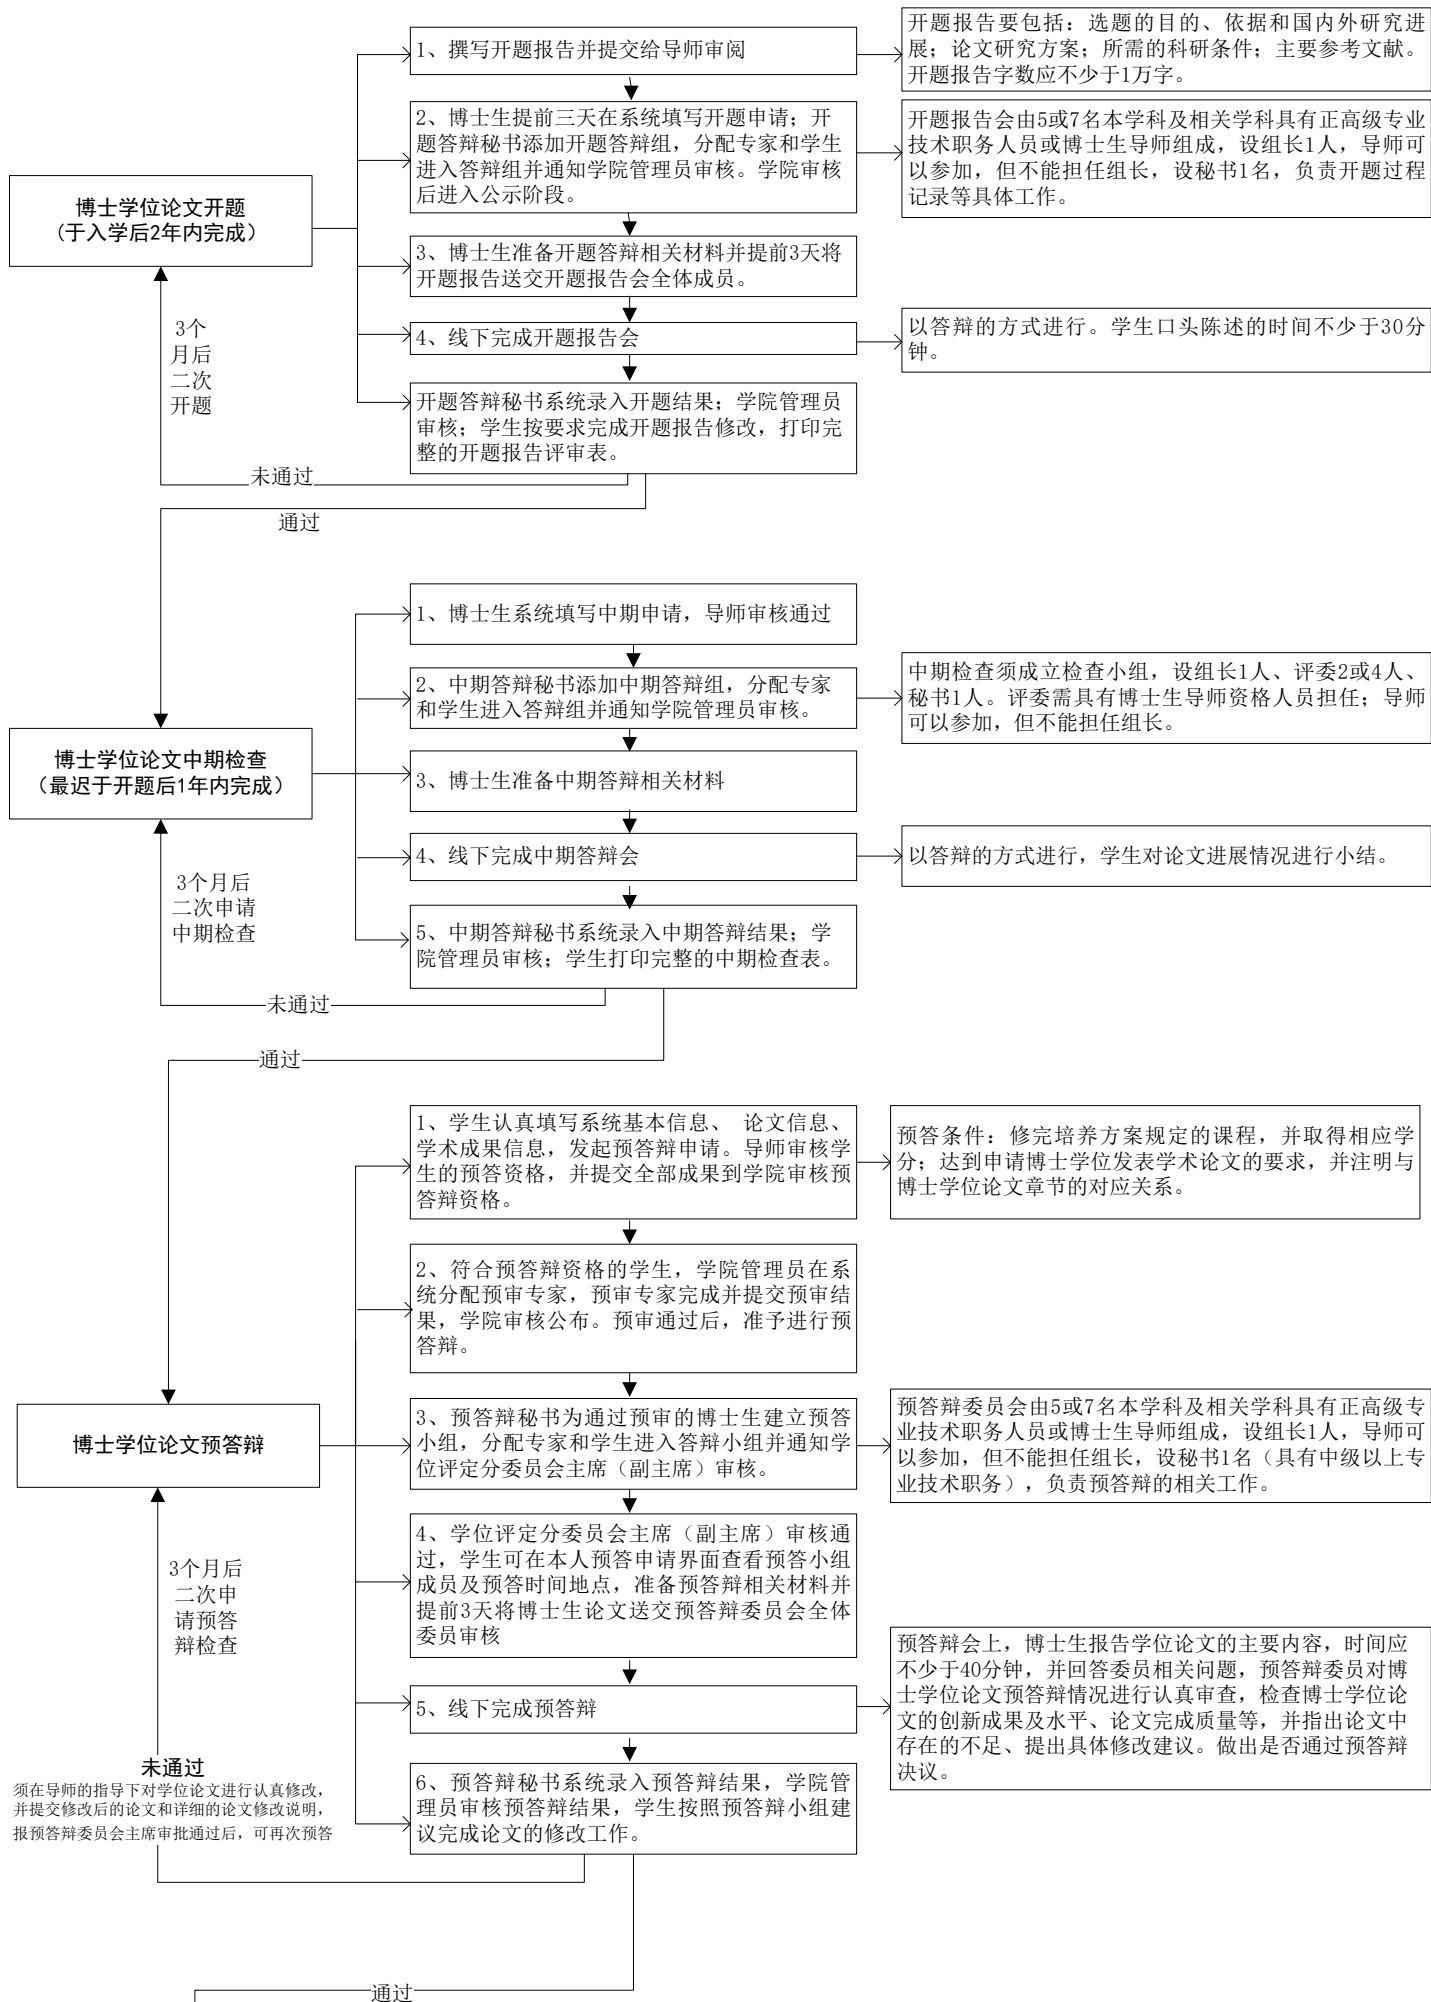 1、撰写开题报告并提交给导师审阅
开题报告要包括：选题的目的、依据和国内外研究进
展；论文研究方案；所需的科研条件；主要参考文献。
开题报告字数应不少于1万字。
2、博士生提前三天在系统填写开题申请；开
题答辩秘书添加开题答辩组，分配专家和学生
进入答辩组并通知学院管理员审核。学院审核
后进入公示阶段。
开题报告会由5或7名本学科及相关学科具有正高级专业
技术职务人员或博士生导师组成，设组长1人，导师可
以参加，但不能担任组长，设秘书1名，负责开题过程
记录等具体工作。
博士学位论文开题
（于入学后2年内完成）
3、博士生准备开题答辩相关材料并提前3天将
开题报告送交开题报告会全体成员。
4、线下完成开题报告会
以答辩的方式进行。学生口头陈述的时间不少于30分
钟。
3个
月后
二次
开题
开题答辩秘书系统录入开题结果；学院管理员
审核；学生按要求完成开题报告修改，打印完
整的开题报告评审表。
未通过
通过
1、博士生系统填写中期申请，导师审核通过
2、中期答辩秘书添加中期答辩组，分配专家
和学生进入答辩组并通知学院管理员审核。
中期检查须成立检查小组，设组长1人、评委2或4人、
秘书1人。评委需具有博士生导师资格人员担任；导师
可以参加，但不能担任组长。
博士学位论文中期检查
（最迟于开题后1年内完成）
3、博士生准备中期答辩相关材料
4、线下完成中期答辩会
以答辩的方式进行，学生对论文进展情况进行小结。
3个月后
二次申请
中期检查
5、中期答辩秘书系统录入中期答辩结果；学
院管理员审核；学生打印完整的中期检查表。
未通过
通过
1、学生认真填写系统基本信息、 论文信息、
学术成果信息，发起预答辩申请。导师审核学
生的预答资格，并提交全部成果到学院审核预
答辩资格。
预答条件：修完培养方案规定的课程，并取得相应学
分；达到申请博士学位发表学术论文的要求，并注明与
博士学位论文章节的对应关系。
2、符合预答辩资格的学生，学院管理员在系
统分配预审专家，预审专家完成并提交预审结
果，学院审核公布。预审通过后，准予进行预
答辩。
博士学位论文预答辩
3、预答辩秘书为通过预审的博士生建立预答
小组，分配专家和学生进入答辩小组并通知学
位评定分委员会主席（副主席）审核。
预答辩委员会由5或7名本学科及相关学科具有正高级专
业技术职务人员或博士生导师组成，设组长1人，导师可
以参加，但不能担任组长，设秘书1名（具有中级以上专
业技术职务），负责预答辩的相关工作。
4、学位评定分委员会主席（副主席）审核通
过，学生可在本人预答申请界面查看预答小组
成员及预答时间地点，准备预答辩相关材料并
提前3天将博士生论文送交预答辩委员会全体
委员审核
3个月后
二次申
请预答
辩检查
5、线下完成预答辩
预答辩会上，博士生报告学位论文的主要内容，时间应
不少于40分钟，并回答委员相关问题，预答辩委员对博
士学位论文预答辩情况进行认真审查，检查博士学位论
文的创新成果及水平、论文完成质量等，并指出论文中
存在的不足、提出具体修改建议。做出是否通过预答辩
决议。
未通过
须在导师的指导下对学位论文进行认真修改，
并提交修改后的论文和详细的论文修改说明，
报预答辩委员会主席审批通过后，可再次预答
6、预答辩秘书系统录入预答辩结果，学院管
理员审核预答辩结果，学生按照预答辩小组建
议完成论文的修改工作。
通过